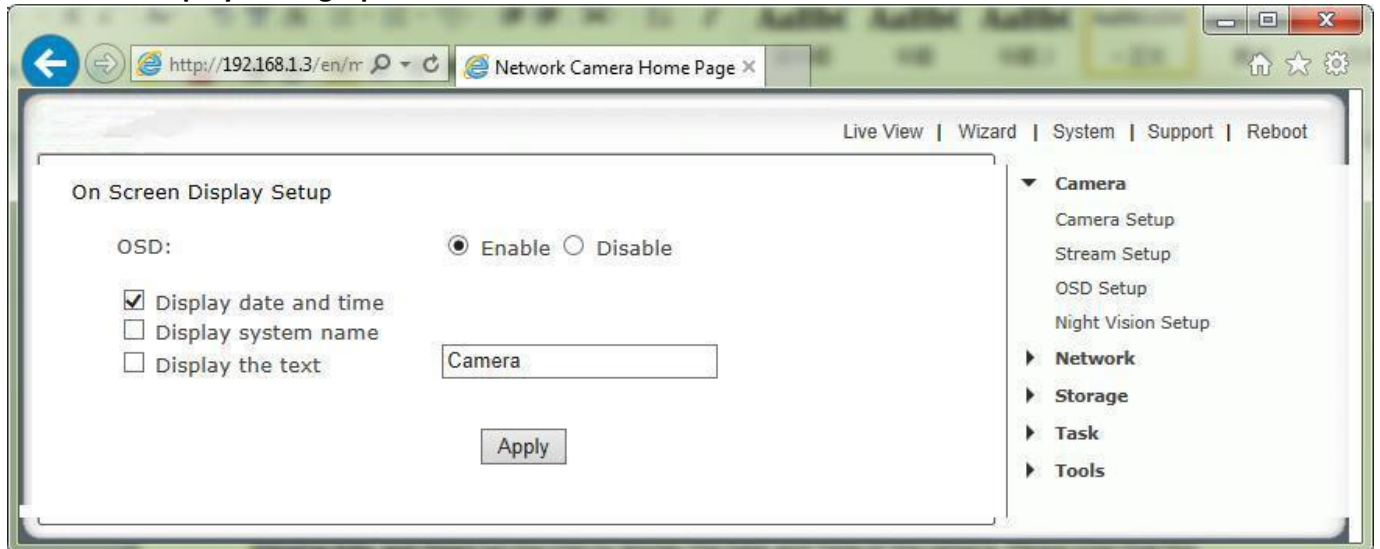 http://192.168.1.3/en/m
Network Camera Home Page
Live View | Wizard | System | Support | Reboot
On Screen Display Setup
OSD:
Enable
Disable
Display date and time
Display system name
Display the text
Camera
Apply
Camera
Camera Setup
Stream Setup
OSD Setup
Night Vision Setup
Network
Storage
Task
Tools